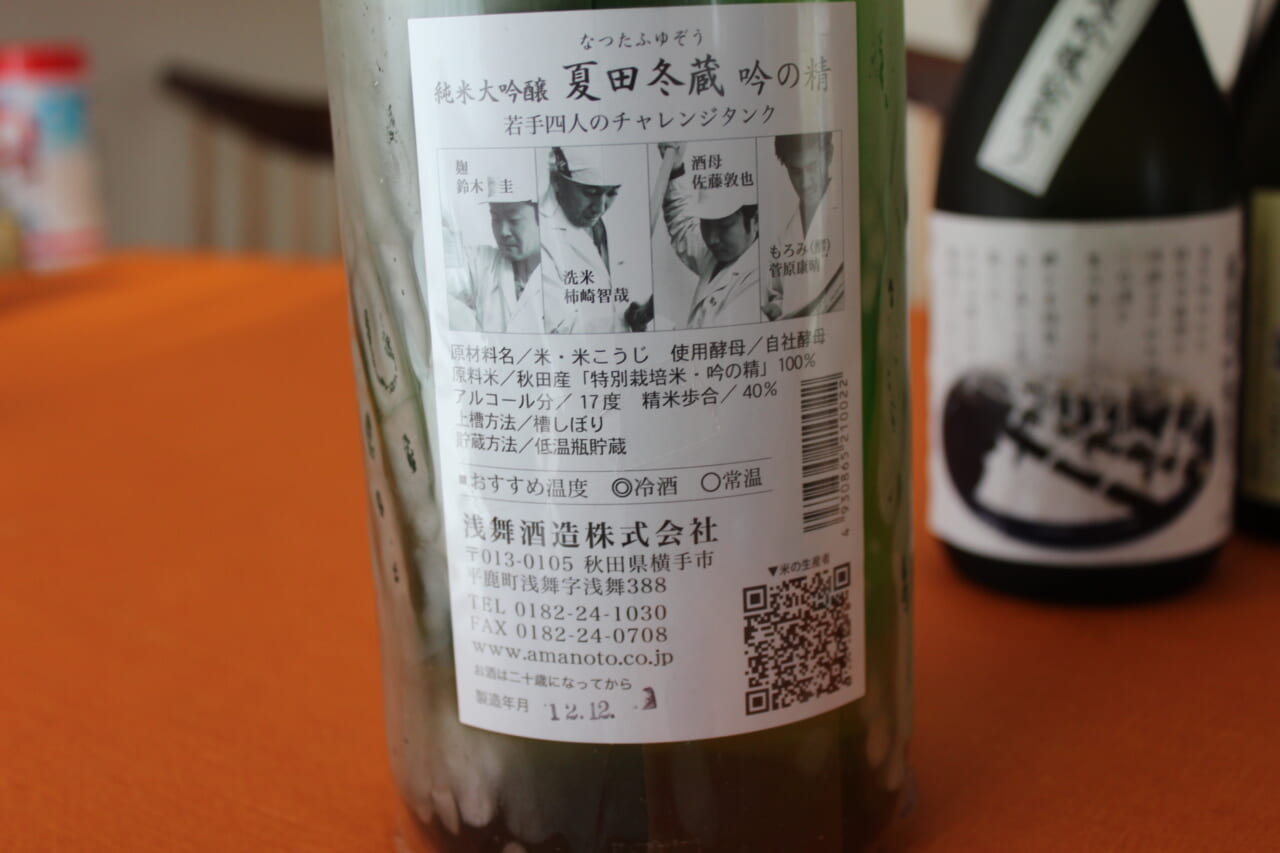 なつたふゆぞう
純米大吟醸 夏田冬蔵 吟の精
若手四人のチャレンジタンク
麹
鈴木 圭
洗米
柿崎智哉
酒母
佐藤敦也
もろみ(醪)
菅原康晴
原材料名／米・米こうじ 使用酵母／自社酵母
原料米／秋田産「特別栽培米・吟の精」100%
アルコール分／17度 精米歩合／40%
上槽方法／槽しぼり
貯蔵方法／低温瓶貯蔵
■おすすめ温度 ◎冷酒 ○常温
浅舞酒造株式会社
〒013-0105 秋田県横手市
平鹿町浅舞字浅舞388
TEL 0182-24-1030
FAX 0182-24-0708
www.amanoto.co.jp
お酒は二十歳になってから
製造年月 12.12.
4930865210022
▼米の生産者